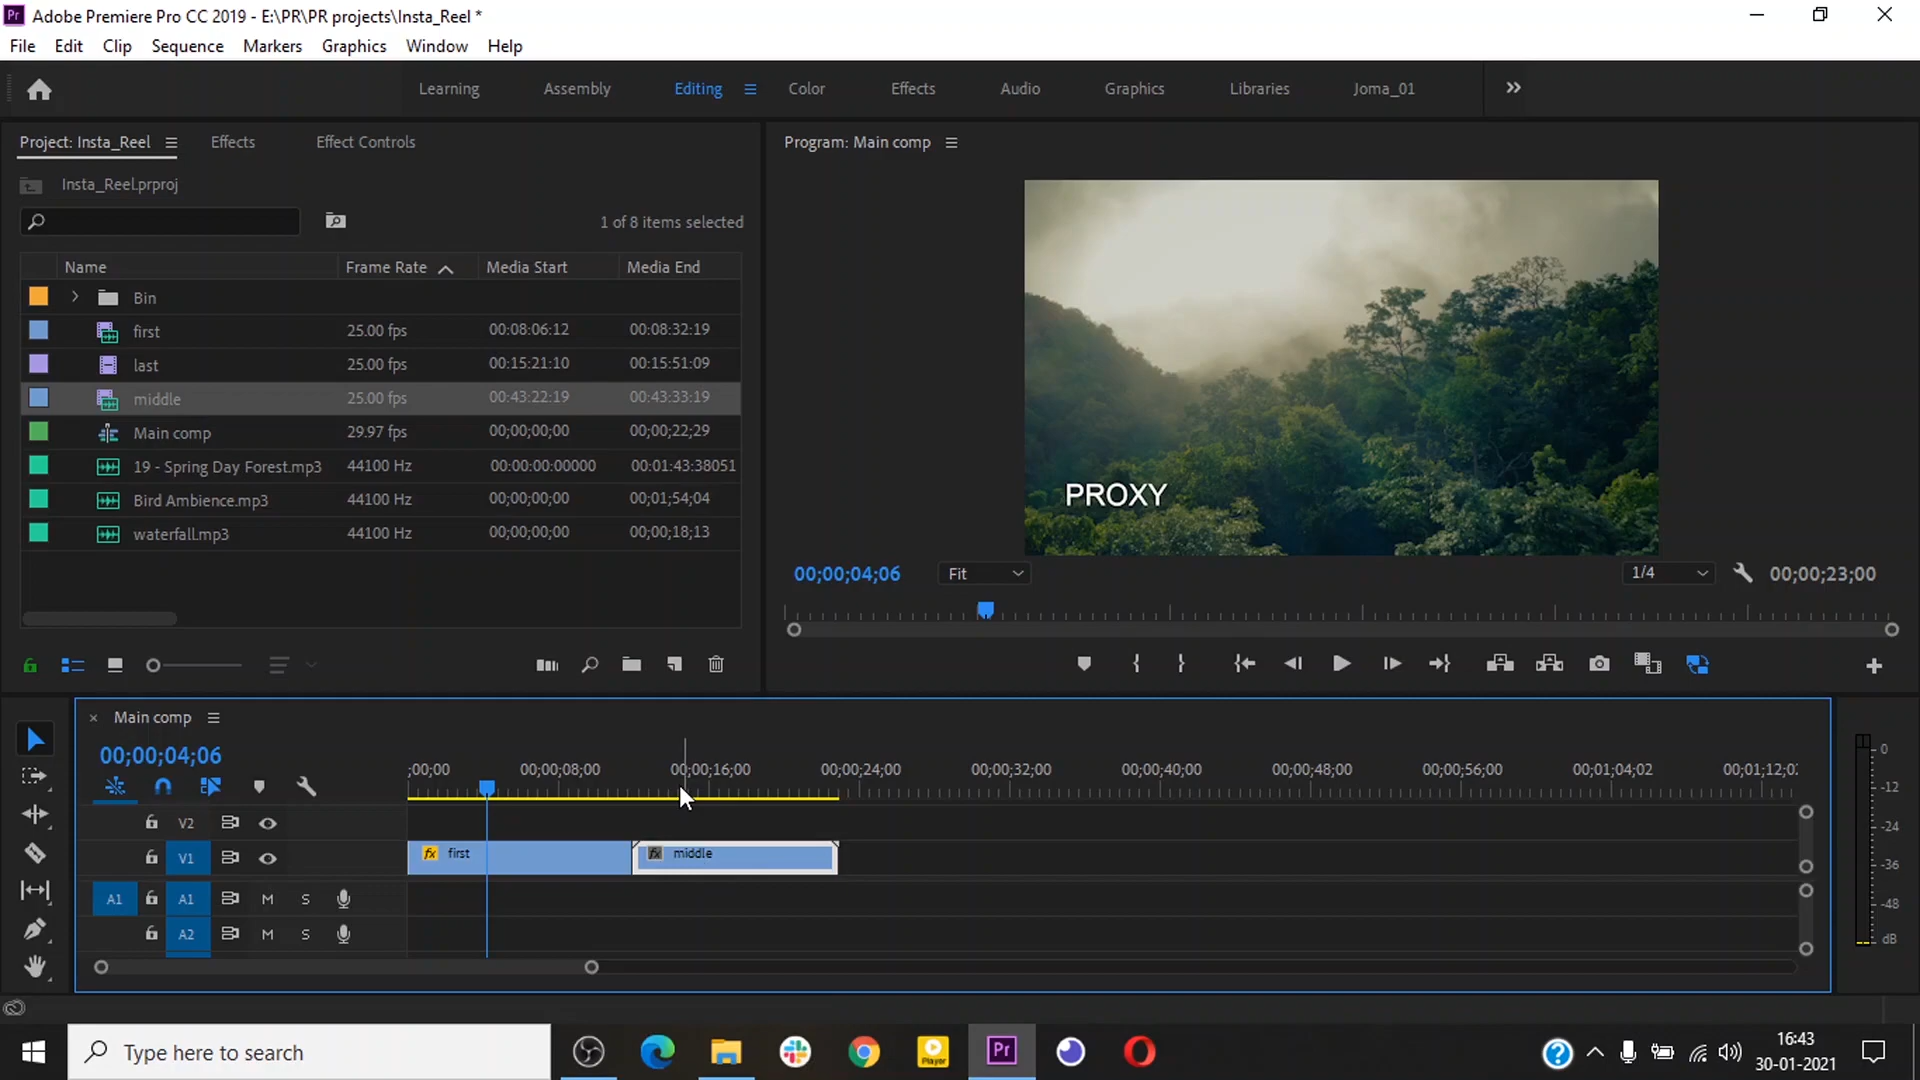 Adobe Premiere Pro CC 2019 - E:\PR\PR projects\Insta_Reel *
File Edit Clip Sequence Markers Graphics Window Help
Learning Assembly Editing Color Effects Audio Graphics Libraries Joma_01
Project: Insta_Reel Effects Effect Controls
Insta_Reel.prproj
1 of 8 items selected
Name Frame Rate Media Start Media End
Bin
first 25.00 fps 00:08:06:12 00:08:32:19
last 25.00 fps 00:15:21:10 00:15:51:09
middle 25.00 fps 00:43:22:19 00:43:33:19
Main comp 29.97 fps 00;00;00;00 00;00;22;29
19 - Spring Day Forest.mp3 44100 Hz 00:00:00:00000 00:01:43:38051
Bird Ambience.mp3 44100 Hz 00;00;00;00 00;01;54;04
waterfall.mp3 44100 Hz 00;00;00;00 00;00;18;13
Program: Main comp
PROXY
00;00;04;06 Fit 1/4 00;00;23;00
Main comp
00;00;04;06
;00;00 00;00;08;00 00;00;16;00 00;00;24;00 00;00;32;00 00;00;40;00 00;00;48;00 00;00;56;00 00;01;04;02 00;01;12;02
V2
V1 fx first fx middle
A1 A1 M S
A2 M S
0
-12
-24
-36
-48
dB
Type here to search
Player
Pr
16:43
30-01-2021